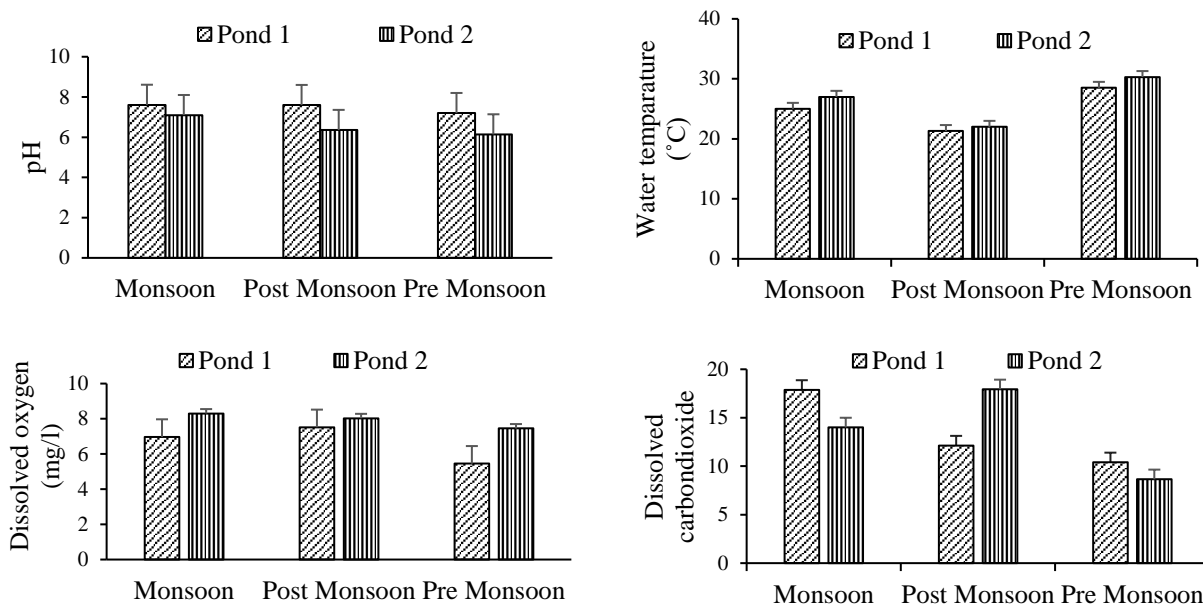 Pond 1 Pond 2
10
8
6
4
2
0
pH
Monsoon Post Monsoon Pre Monsoon
Pond 1 Pond 2
40
30
20
10
0
Water temparature
(˚C)
Monsoon Post Monsoon Pre Monsoon
Pond 1 Pond 2
10
8
6
4
2
0
Dissolved oxygen
(mg/l)
Monsoon Post Monsoon Pre Monsoon
Pond 1 Pond 2
20
15
10
5
0
Dissolved
carbondioxide
Monsoon Post Monsoon Pre Monsoon